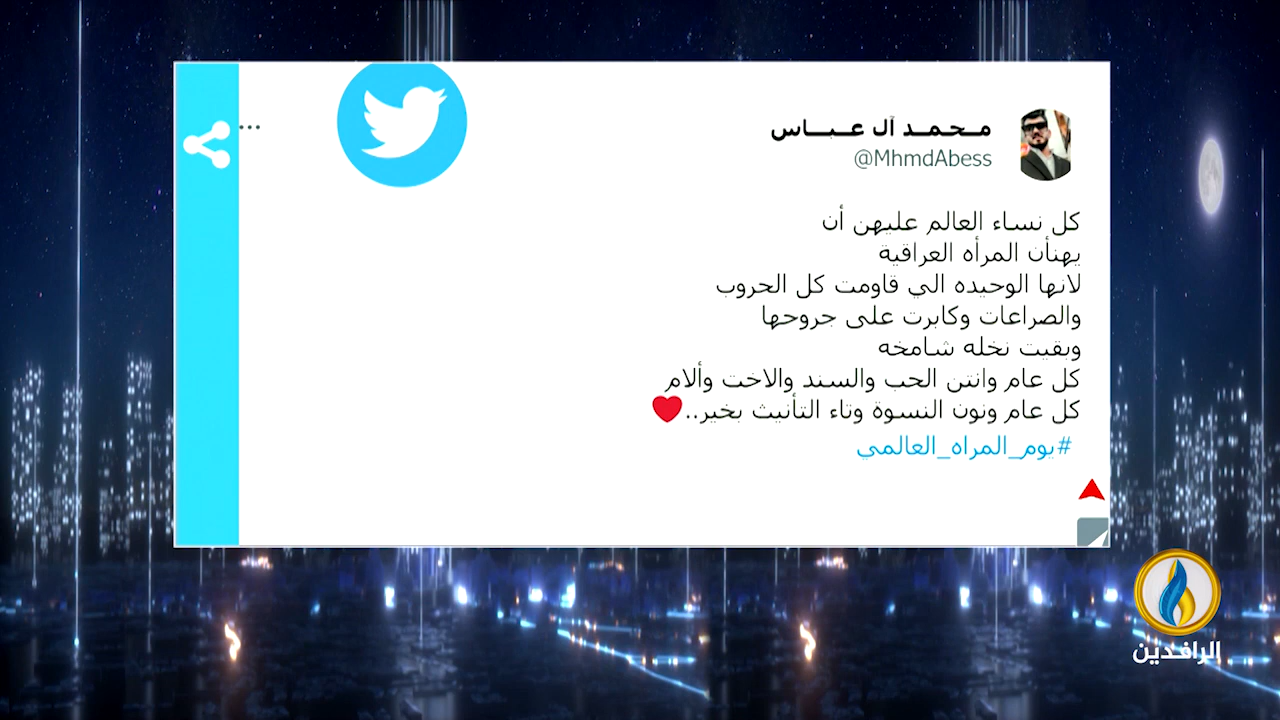 محمد آل عباس
@MhmdAbess
كل نساء العالم عليهن أن
يهنأن المرأه العراقية
لانها الوحيده الي قاومت كل الحروب
والصراعات وكابرت على جروحها
وبقيت نخله شامخه
كل عام وانتن الحب والسند والاخت وألام
كل عام ونون النسوة وتاء التأنيث بخير..❤️
#يوم_المراه_العالمي
الرافدين